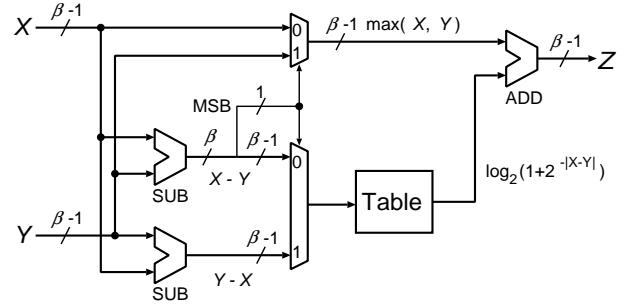 X β-1 0 β-1 max( X, Y) β-1 Z
1
ADD
MSB 1
β β-1 0
X - Y
SUB
log2(1+2^-|X-Y|)
Table
Y β-1
β-1 1
Y - X
SUB